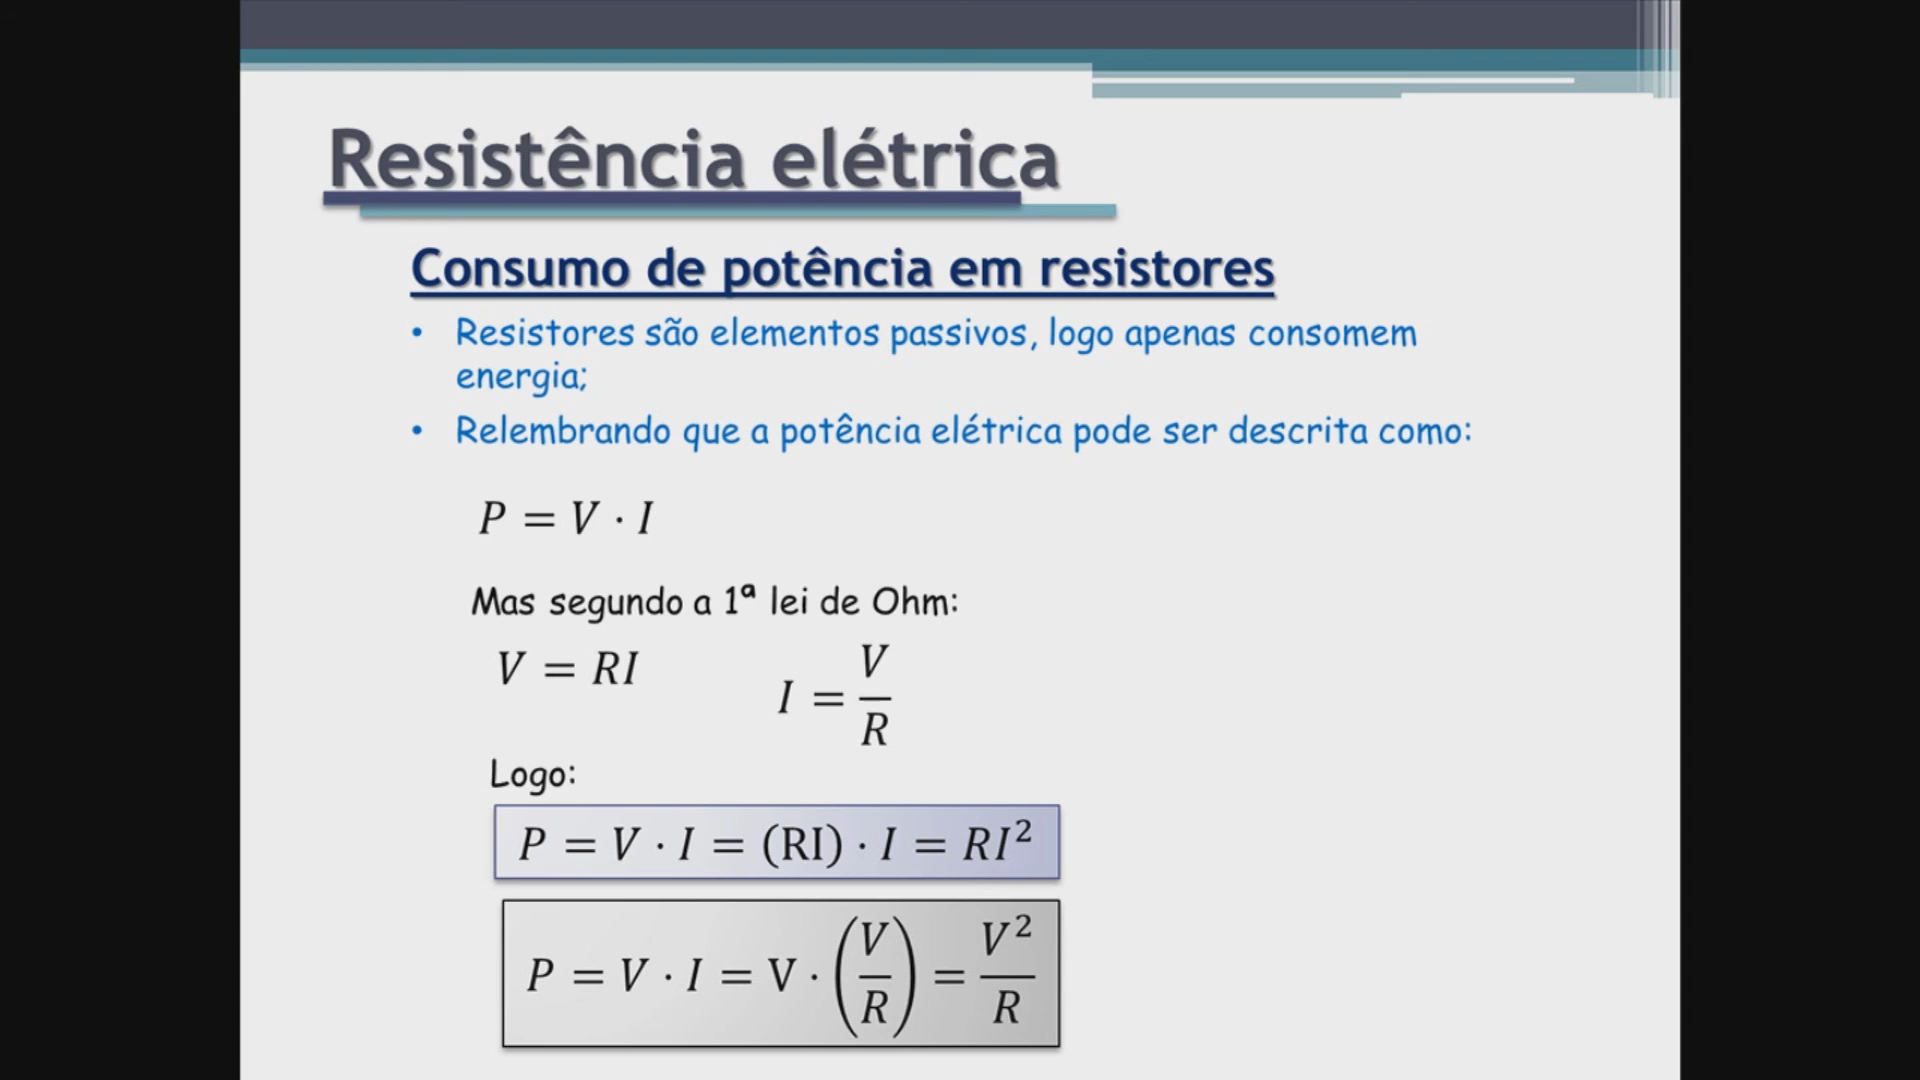 Resistência elétrica
Consumo de potência em resistores
• Resistores são elementos passivos, logo apenas consomem
energia;
• Relembrando que a potência elétrica pode ser descrita como:
P = V · I
Mas segundo a 1ª lei de Ohm:
V = RI
I = V/R
Logo:
P = V · I = (RI) · I = RI²
P = V · I = V · (V/R) = V²/R